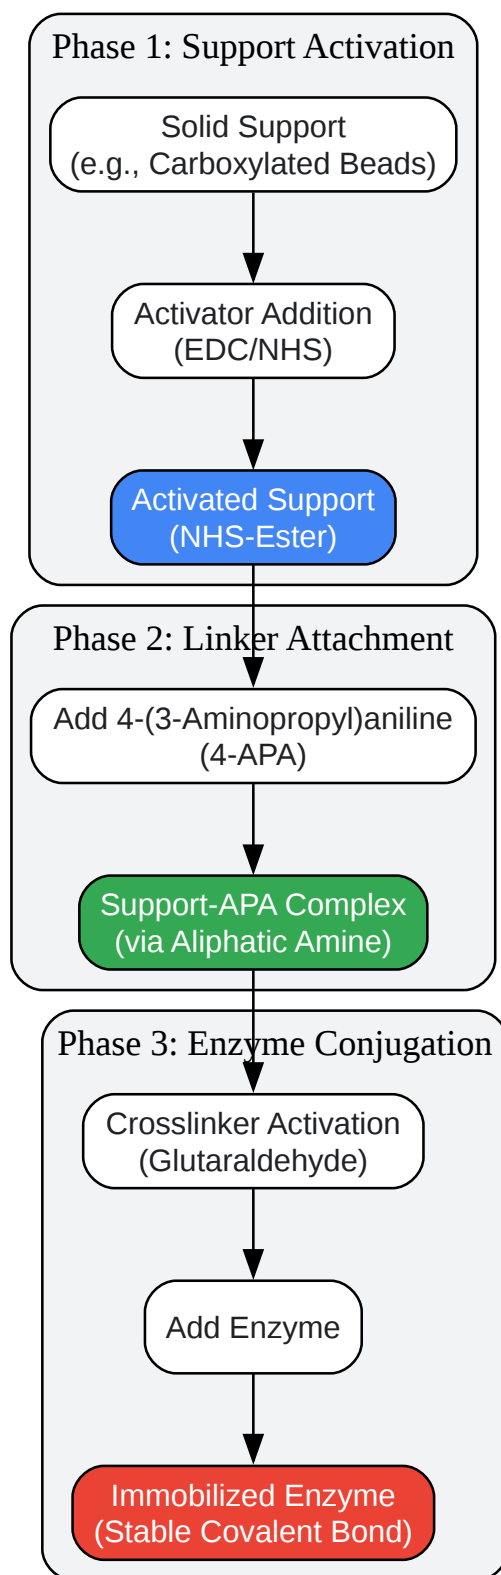 Phase 1: Support Activation
Solid Support
(e.g., Carboxylated Beads)
Activator Addition
(EDC/NHS)
Activated Support
(NHS-Ester)
Phase 2: Linker Attachment
Add 4-(3-Aminopropyl)aniline
(4-APA)
Support-APA Complex
(via Aliphatic Amine)
Phase 3: Enzyme Conjugation
Crosslinker Activation
(Glutaraldehyde)
Add Enzyme
Immobilized Enzyme
(Stable Covalent Bond)